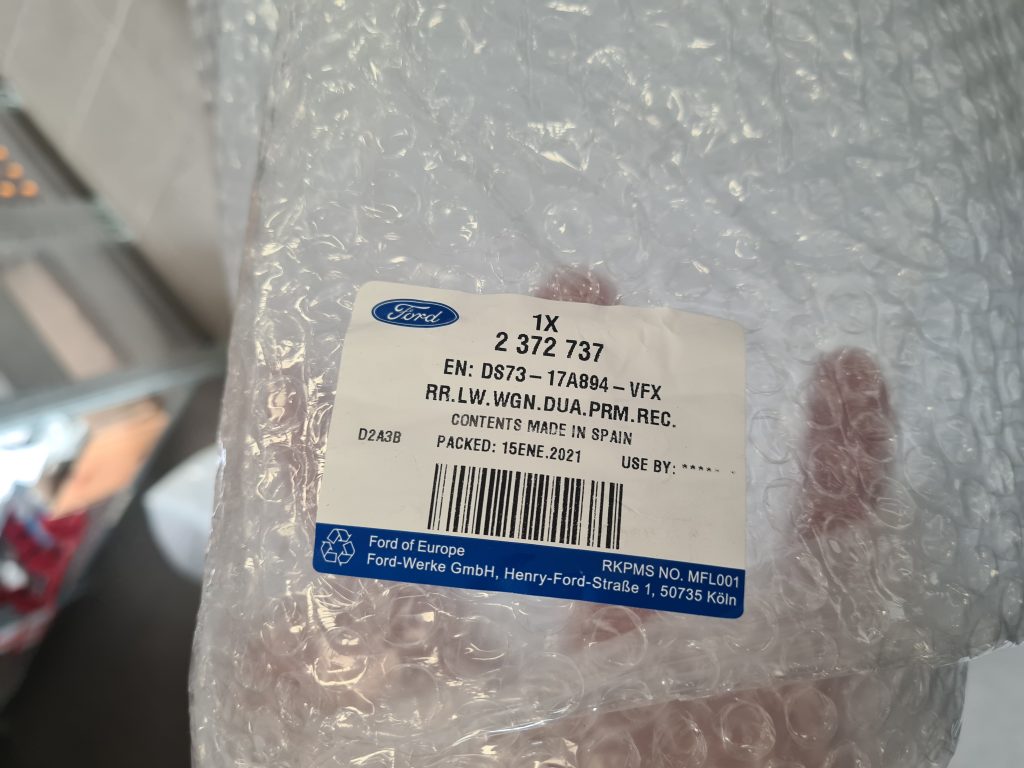 Ford
1X
2 372 737
EN: DS73-17A894-VFX
RR.LW.WGN.DUA.PRM.REC.
CONTENTS MADE IN SPAIN
D2A3B PACKED: 15ENE.2021 USE BY: *****
RKPMS NO. MFL001
Ford of Europe
Ford-Werke GmbH, Henry-Ford-Straße 1, 50735 Köln